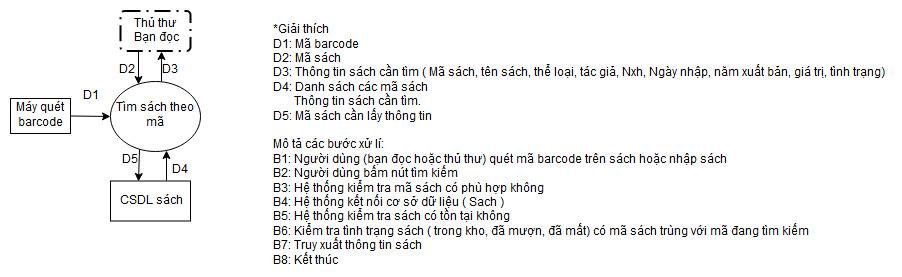 Thủ thư
Bạn đọc
D2
D3
D1
Máy quét
barcode
Tìm sách theo
mã
D5
D4
CSDL sách
*Giải thích
D1: Mã barcode
D2: Mã sách
D3: Thông tin sách cần tìm ( Mã sách, tên sách, thể loại, tác giả, Nxh, Ngày nhập, năm xuất bản, giá trị, tình trạng)
D4: Danh sách các mã sách
Thông tin sách cần tìm.
D5: Mã sách cần lấy thông tin
Mô tả các bước xử lí:
B1: Người dùng (bạn đọc hoặc thủ thư) quét mã barcode trên sách hoặc nhập sách
B2: Người dùng bấm nút tìm kiếm
B3: Hệ thống kiểm tra mã sách có phù hợp không
B4: Hệ thống kết nối cơ sở dữ liệu ( Sach )
B5: Hệ thống kiểm tra sách có tồn tại không
B6: Kiểm tra tình trạng sách ( trong kho, đã mượn, đã mất) có mã sách trùng với mã đang tìm kiếm
B7: Truy xuất thông tin sách
B8: Kết thúc